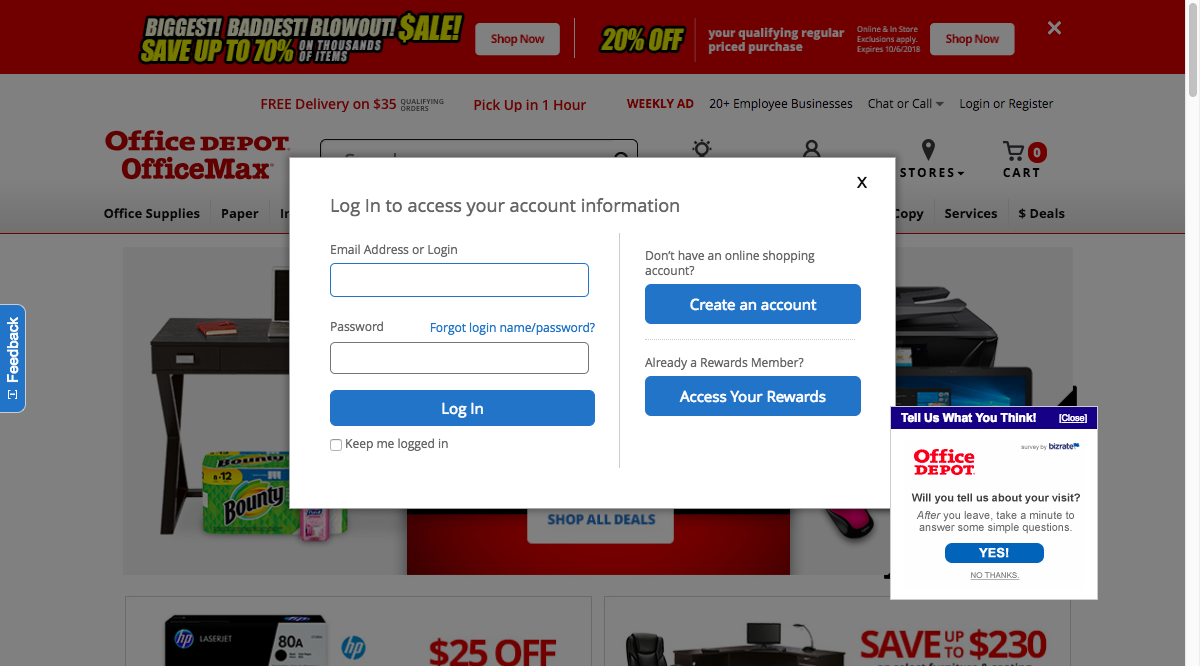 BIGGEST! BADDEST! BLOWOUT! $ALE!
SAVE UP TO 70% ON THOUSANDS OF ITEMS
Shop Now
20% OFF
your qualifying regular
priced purchase
Online & In Store
Exclusions apply.
Expires 10/6/2018
Shop Now
FREE Delivery on $35 QUALIFYING ORDERS
Pick Up in 1 Hour
WEEKLY AD
20+ Employee Businesses
Chat or Call
Login or Register
Office DEPOT
OfficeMax
STORES
0
CART
Office Supplies
Paper
Copy
Services
$ Deals
X
Log In to access your account information
Email Address or Login
Password
Forgot login name/password?
Log In
Keep me logged in
Don't have an online shopping
account?
Create an account
Already a Rewards Member?
Access Your Rewards
Feedback
Bounty
12
Bounty
SHOP ALL DEALS
Tell Us What You Think!
[Close]
survey by bizrate
Office
DEPOT
Will you tell us about your visit?
After you leave, take a minute to
answer some simple questions.
YES!
NO THANKS.
hp LASERJET
80A
hp
$25 OFF
SAVE UP TO $230